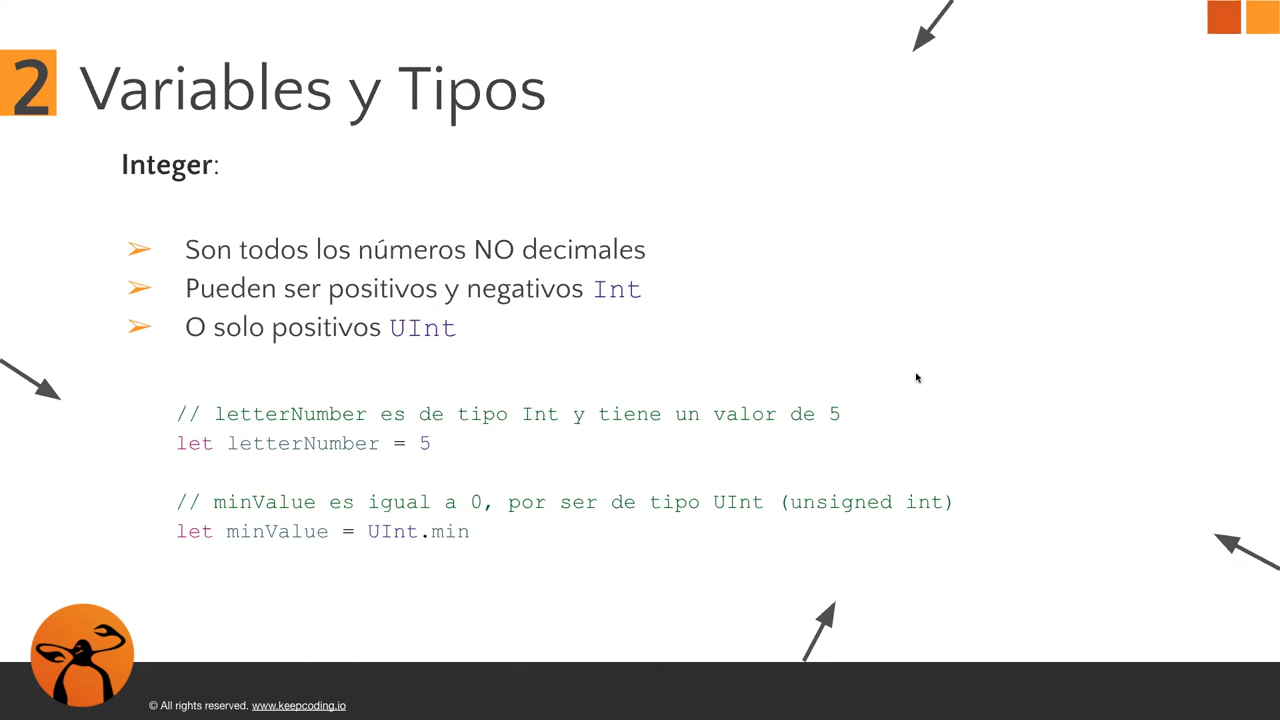 2 Variables y Tipos
Integer:
➢ Son todos los números NO decimales
➢ Pueden ser positivos y negativos Int
➢ O solo positivos UInt
// letterNumber es de tipo Int y tiene un valor de 5
let letterNumber = 5
// minValue es igual a 0, por ser de tipo UInt (unsigned int)
let minValue = UInt.min
© All rights reserved. www.keepcoding.io